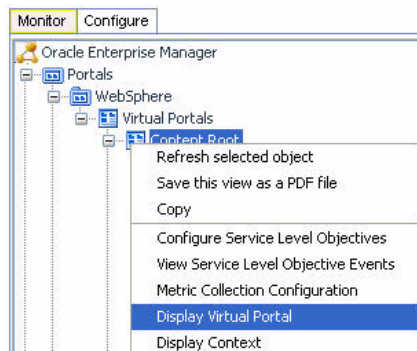 Monitor Configure
Oracle Enterprise Manager
Portals
WebSphere
Virtual Portals
Content Root
Refresh selected object
Save this view as a PDF file
Copy
Configure Service Level Objectives
View Service Level Objective Events
Metric Collection Configuration
Display Virtual Portal
Display Context